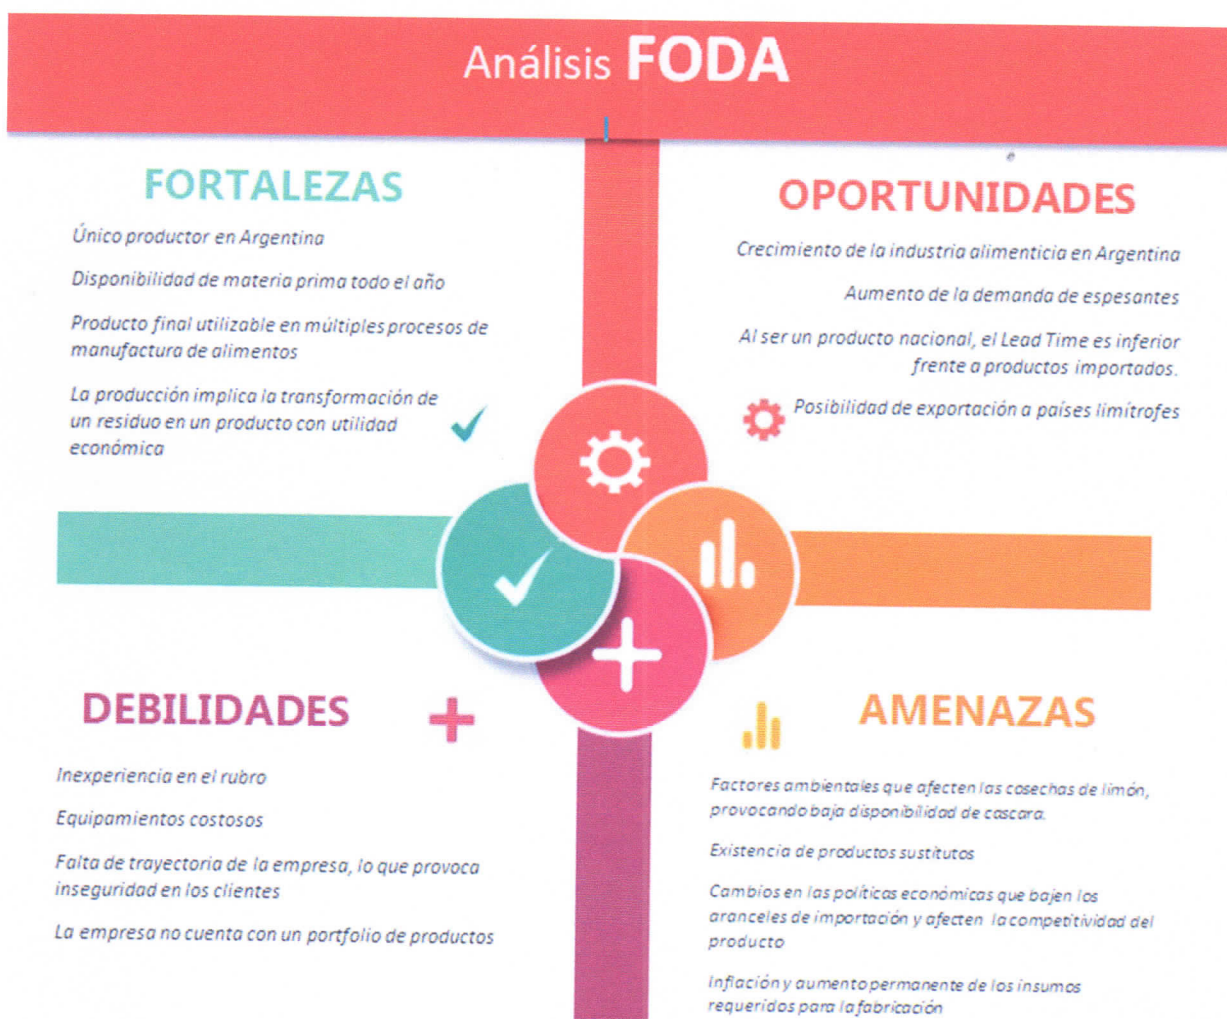 Análisis FODA
FORTALEZAS
Único productor en Argentina
Disponibilidad de materia prima todo el año
Producto final utilizable en múltiples procesos de
manufactura de alimentos
La producción implica la transformación de
un residuo en un producto con utilidad
económica
OPORTUNIDADES
Crecimiento de la industria alimenticia en Argentina
Aumento de la demanda de espesantes
Al ser un producto nacional, el Lead Time es inferior
frente a productos importados.
Posibilidad de exportación a países limítrofes
DEBILIDADES
Inexperiencia en el rubro
Equipamientos costosos
Falta de trayectoria de la empresa, lo que provoca
inseguridad en los clientes
La empresa no cuenta con un portfolio de productos
AMENAZAS
Factores ambientales que afecten las cosechas de limón,
provocando baja disponibilidad de cascara.
Existencia de productos sustitutos
Cambios en las políticas económicas que bajen los
aranceles de importación y afecten la competitividad del
producto
Inflación y aumento permanente de los insumos
requeridos para la fabricación